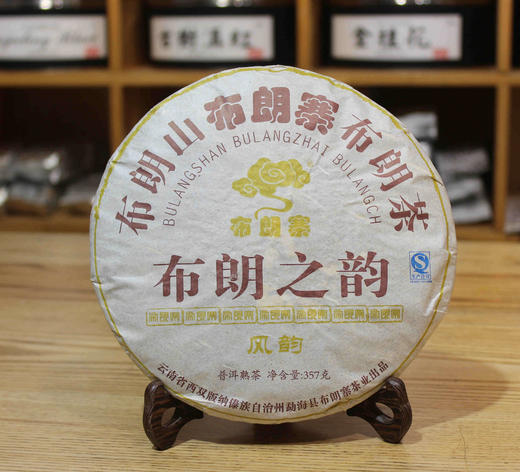 布朗山 布朗寨 布朗茶
BULANGSHAN BULANGZHAI BULANGCH
布朗寨
布朗之韵
风韵
普洱熟茶 净含量:357克
云南省西双版纳傣族自治州勐海县布朗寨茶业出品